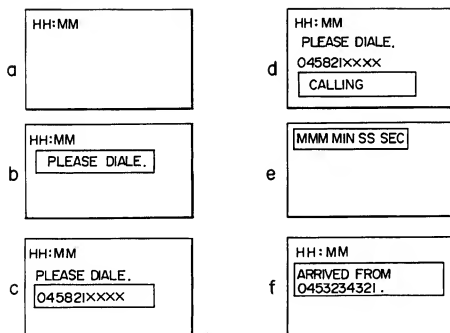 a
HH:MM
b
HH:MM
PLEASE DIALE.
c
HH:MM
PLEASE DIALE.
045821XXXX
d
HH:MM
PLEASE DIALE.
045821XXXX
CALLING
e
MMM MIN SS SEC
f
HH:MM
ARRIVED FROM
0453234321.